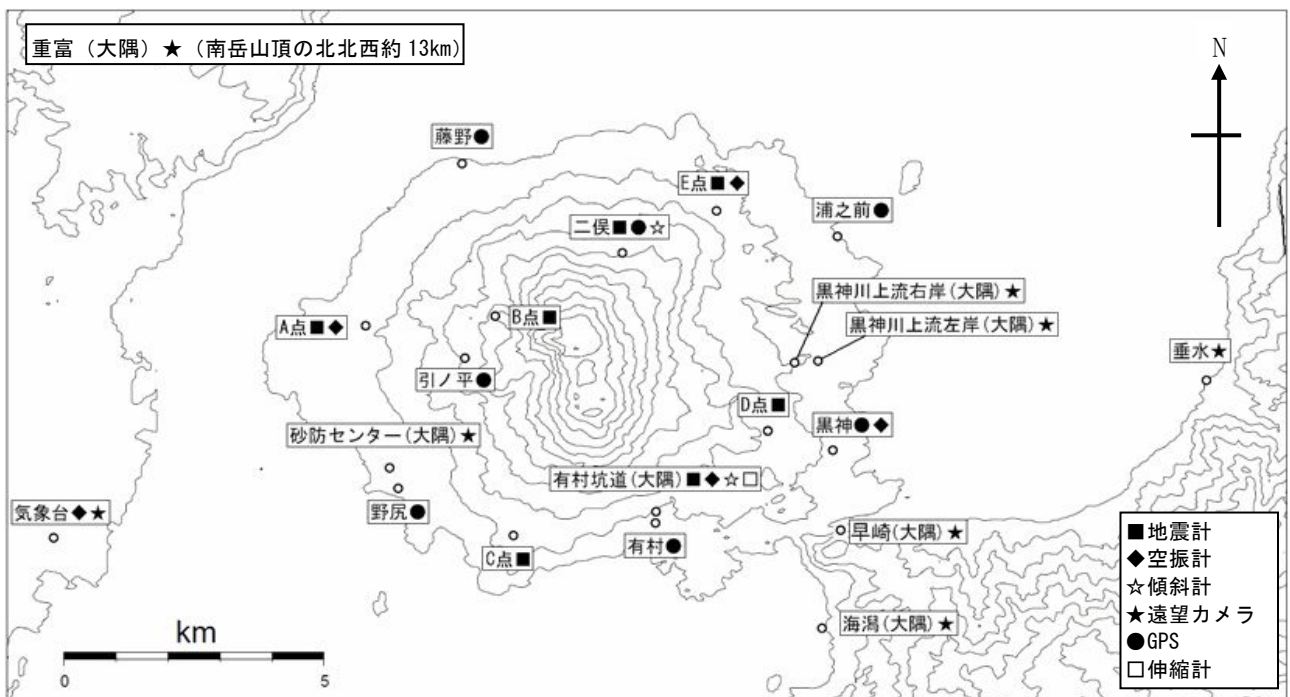 重富（大隅）★（南岳山頂の北北西約13km）
N
藤野●
E点■◆
浦之前●
二俣■●☆
黒神川上流右岸(大隅)★
A点■◆
B点■
黒神川上流左岸(大隅)★
垂水★
引ノ平●
D点■
砂防センター(大隅)★
黒神●◆
有村坑道(大隅)■◆☆□
気象台◆★
野尻●
C点■
有村●
早崎(大隅)★
海潟(大隅)★
■地震計
◆空振計
☆傾斜計
★遠望カメラ
●GPS
□伸縮計
km
0 5